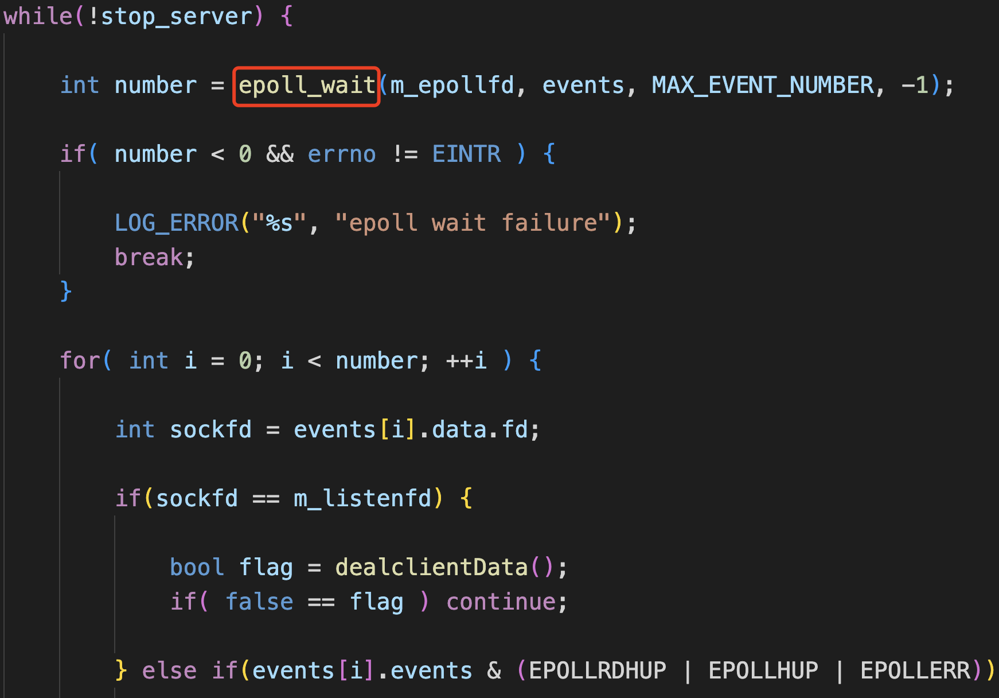 while(!stop_server) {
int number = epoll_wait(m_epollfd, events, MAX_EVENT_NUMBER, -1);
if( number < 0 && errno != EINTR ) {
LOG_ERROR("%s", "epoll wait failure");
break;
}
for( int i = 0; i < number; ++i ) {
int sockfd = events[i].data.fd;
if(sockfd == m_listenfd) {
bool flag = dealclientData();
if( false == flag ) continue;
} else if(events[i].events & (EPOLLRDHUP | EPOLLHUP | EPOLLERR))